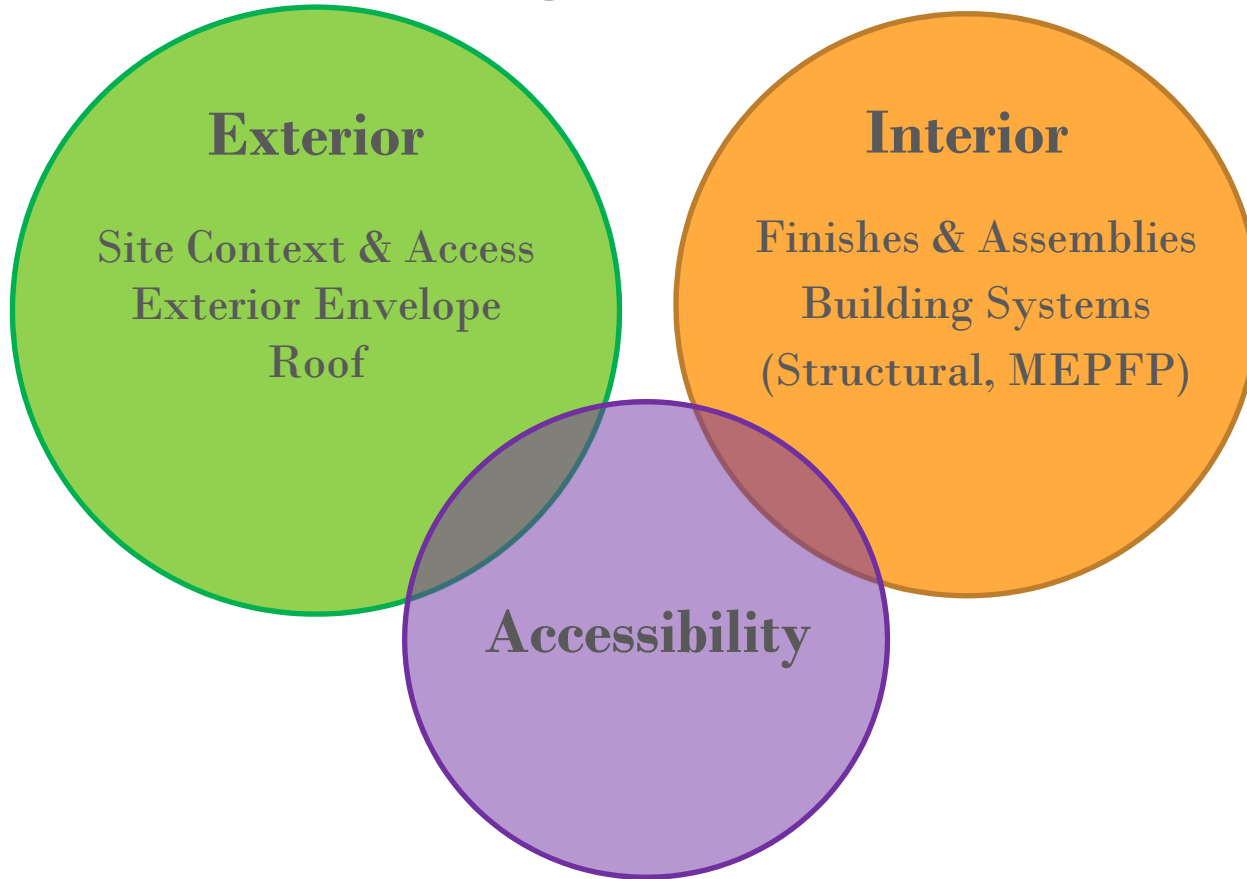 Exterior
Site Context & Access
Exterior Envelope
Roof
Interior
Finishes & Assemblies
Building Systems
(Structural, MEPFP)
Accessibility